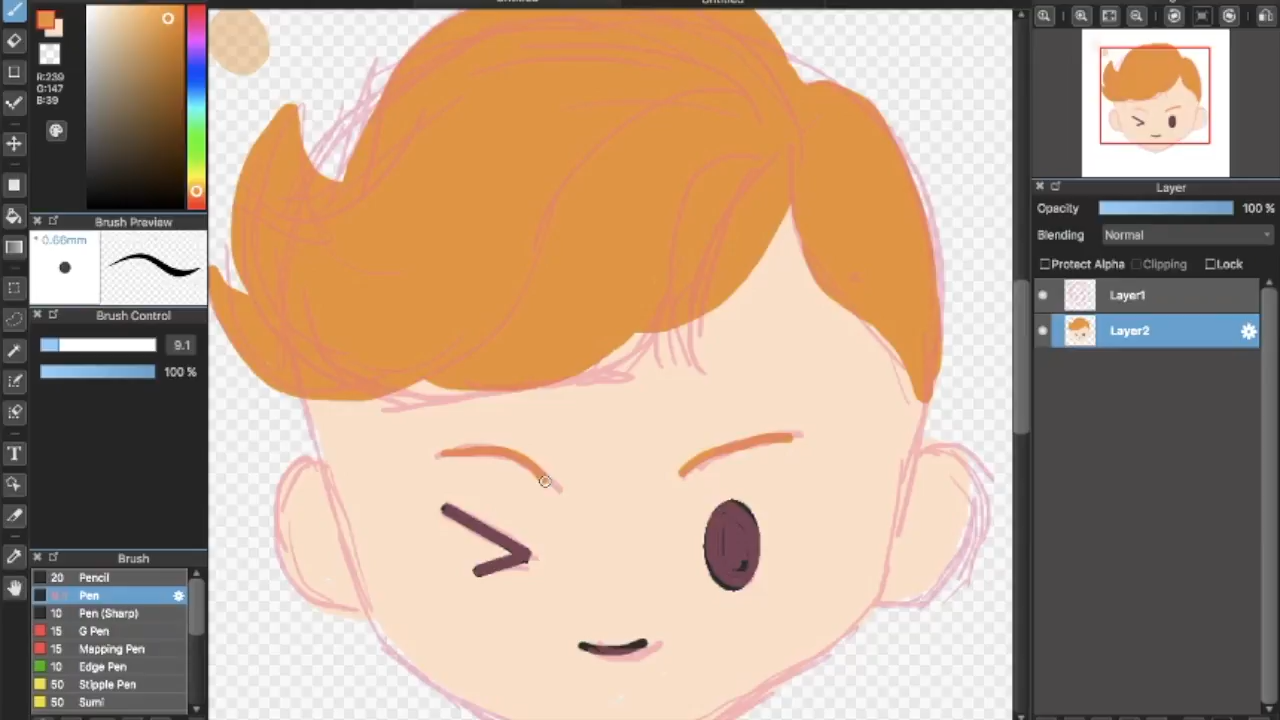 Untitled
Untitled
R:239
G:147
B:39
Brush Preview
* 0.66mm
Brush Control
9.1
100 %
Brush
20 Pencil
Pen
10 Pen (Sharp)
15 G Pen
15 Mapping Pen
10 Edge Pen
50 Stipple Pen
50 Sumi
T
Layer
Opacity 100 %
Blending Normal
Protect Alpha Clipping Lock
Layer1
Layer2